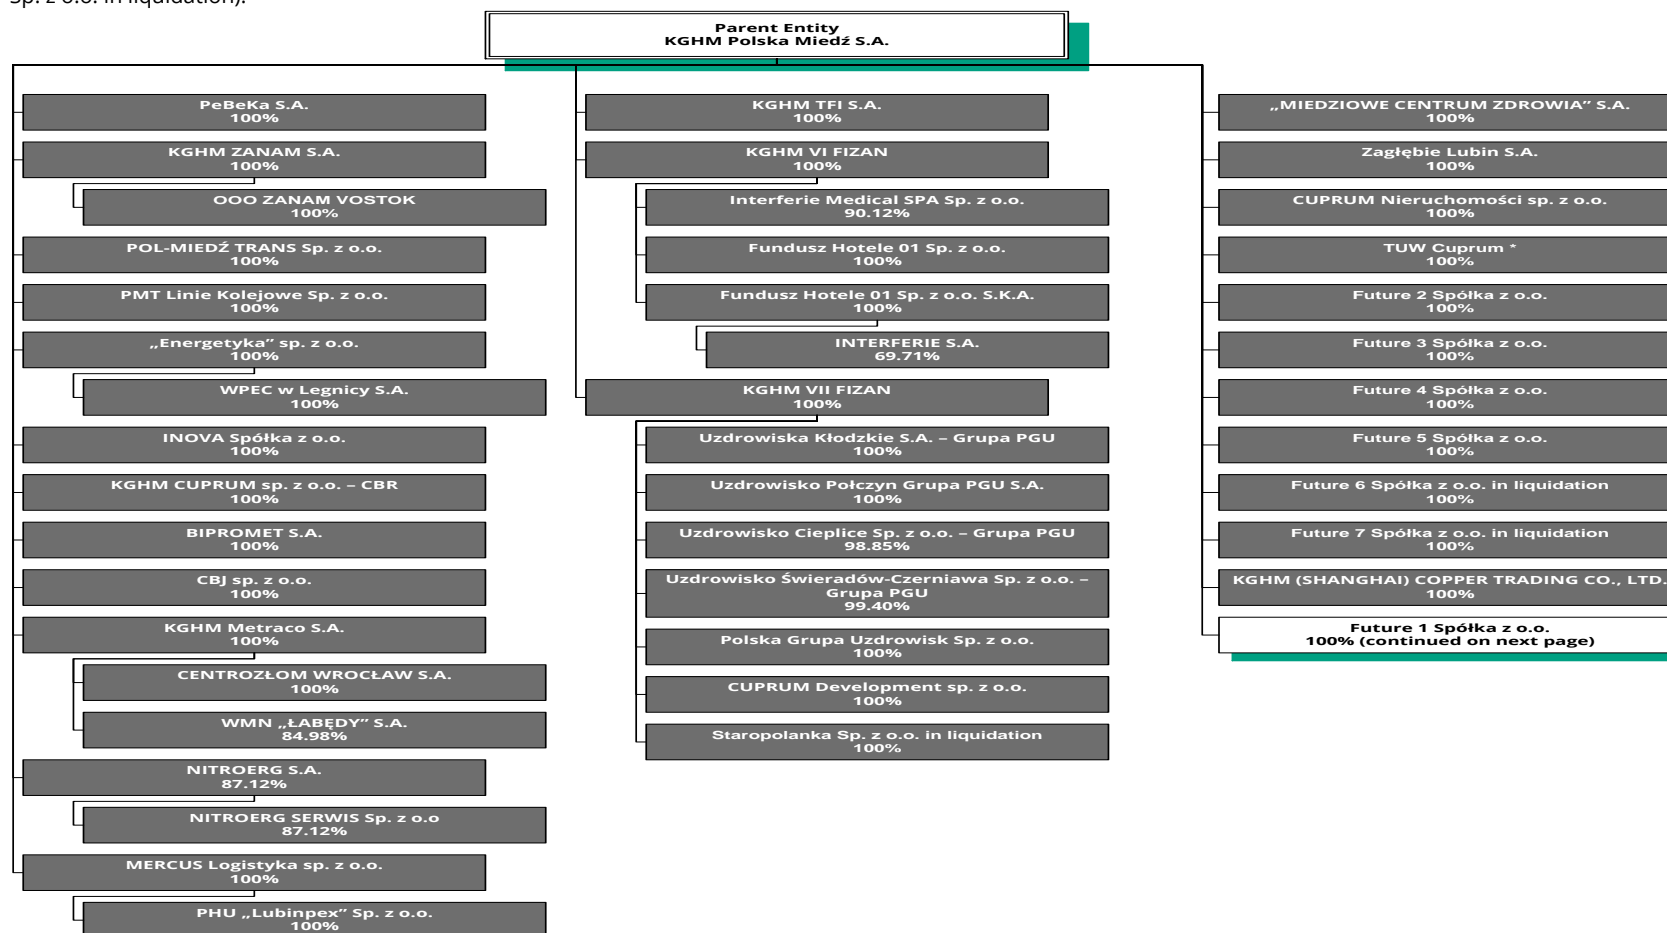 Sp. z o.o. in liquidation).
Parent Entity
KGHM Polska Miedź S.A.
PeBeKa S.A.
100%
KGHM ZANAM S.A.
100%
OOO ZANAM VOSTOK
100%
POL-MIEDŹ TRANS Sp. z o.o.
100%
PMT Linie Kolejowe Sp. z o.o.
100%
„Energetyka” sp. z o.o.
100%
WPEC w Legnicy S.A.
100%
INOVA Spółka z o.o.
100%
KGHM CUPRUM sp. z o.o. – CBR
100%
BIPROMET S.A.
100%
CBJ sp. z o.o.
100%
KGHM Metraco S.A.
100%
CENTROZŁOM WROCŁAW S.A.
100%
WMN „ŁABĘDY” S.A.
84.98%
NITROERG S.A.
87.12%
NITROERG SERWIS Sp. z o.o
87.12%
MERCUS Logistyka sp. z o.o.
100%
PHU „Lubinpex” Sp. z o.o.
100%
KGHM TFI S.A.
100%
KGHM VI FIZAN
100%
Interferie Medical SPA Sp. z o.o.
90.12%
Fundusz Hotele 01 Sp. z o.o.
100%
Fundusz Hotele 01 Sp. z o.o. S.K.A.
100%
INTERFERIE S.A.
69.71%
KGHM VII FIZAN
100%
Uzdrowiska Kłodzkie S.A. – Grupa PGU
100%
Uzdrowisko Połczyn Grupa PGU S.A.
100%
Uzdrowisko Cieplice Sp. z o.o. – Grupa PGU
98.85%
Uzdrowisko Świeradów-Czerniawa Sp. z o.o. –
Grupa PGU
99.40%
Polska Grupa Uzdrowisk Sp. z o.o.
100%
CUPRUM Development sp. z o.o.
100%
Staropolanka Sp. z o.o. in liquidation
100%
„MIEDZIOWE CENTRUM ZDROWIA” S.A.
100%
Zagłębie Lubin S.A.
100%
CUPRUM Nieruchomości sp. z o.o.
100%
TUW Cuprum *
100%
Future 2 Spółka z o.o.
100%
Future 3 Spółka z o.o.
100%
Future 4 Spółka z o.o.
100%
Future 5 Spółka z o.o.
100%
Future 6 Spółka z o.o. in liquidation
100%
Future 7 Spółka z o.o. in liquidation
100%
KGHM (SHANGHAI) COPPER TRADING CO., LTD.
100%
Future 1 Spółka z o.o.
100% (continued on next page)